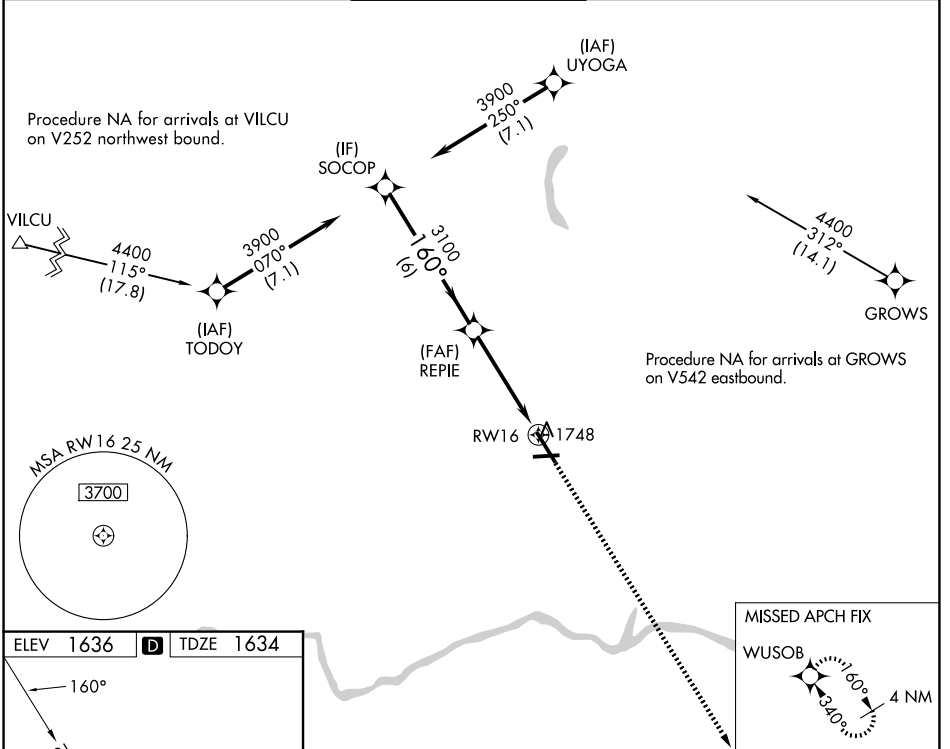 (IAF)
UYOGA
3900
250°
(7.1)
Procedure NA for arrivals at VILCU
on V252 northwest bound.
(IF)
SOCOP
VILCU
4400
115°
(17.8)
3900
070°
(7.1)
3100
160°
(6)
4400
312°
(14.1)
GROWS
(IAF)
TODOY
(FAF)
REPIE
Procedure NA for arrivals at GROWS
on V542 eastbound.
RW16
1748
MSA RW16 25 NM
3700
ELEV 1636 D TDZE 1634
160°
MISSED APCH FIX
WUSOB
160°
340°
4 NM